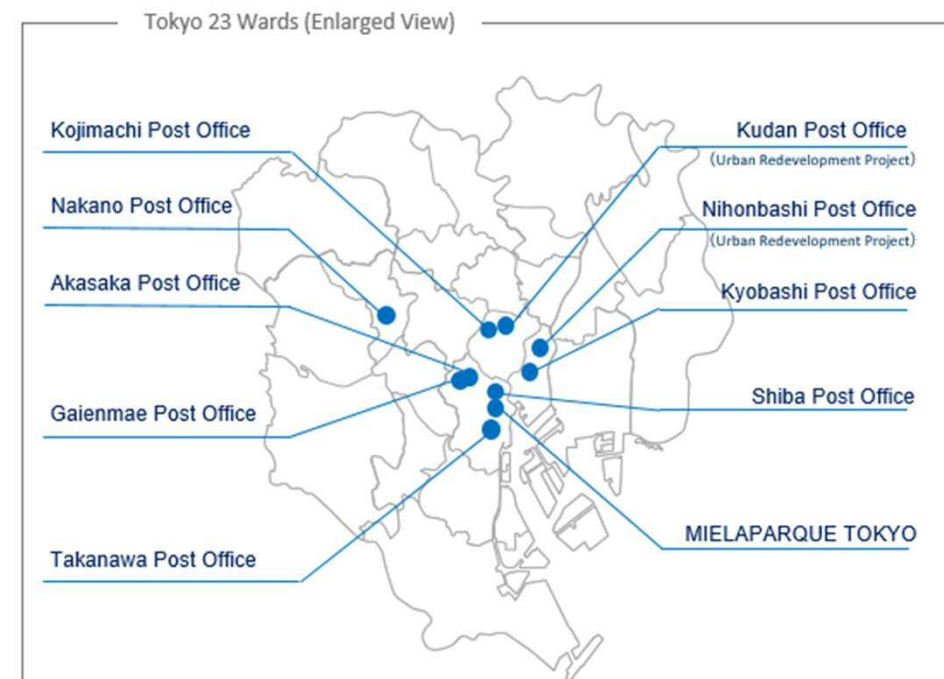 Tokyo 23 Wards (Enlarged View)
Kojimachi Post Office
Nakano Post Office
Akasaka Post Office
Gaienmae Post Office
Takanawa Post Office
Kudan Post Office
(Urban Redevelopment Project)
Nihonbashi Post Office
(Urban Redevelopment Project)
Kyobashi Post Office
Shiba Post Office
MIELAPARQUE TOKYO